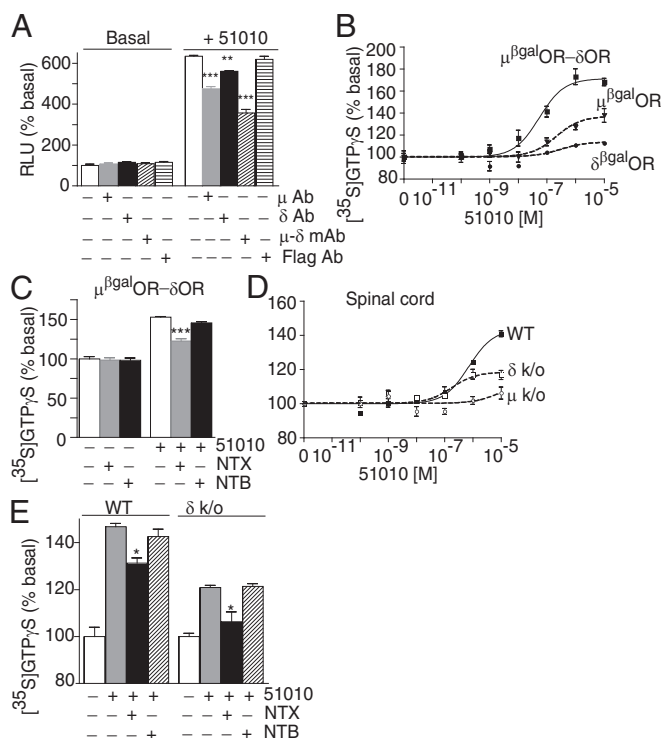 A
Basal
+ 51010
RLU (% basal)
600
400
200
0
***
**
***
– + – – – – + – – – μ Ab
– – + – – – – + – – δ Ab
– – – + – – – – + – μ-δ mAb
– – – – + – – – – + Flag Ab
B
[³⁵S]GTPγS (% basal)
200
180
160
140
120
100
80
μβgalOR–δOR
μβgalOR
δβgalOR
0 10⁻¹¹ 10⁻⁹ 10⁻⁷ 10⁻⁵
51010 [M]
C
μβgalOR–δOR
[³⁵S]GTPγS (% basal)
150
100
50
0
***
– – – + + + 51010
– + – – + – NTX
– – + – – + NTB
D
Spinal cord
160
140
120
100
80
WT
δ k/o
μ k/o
0 10⁻¹¹ 10⁻⁹ 10⁻⁷ 10⁻⁵
51010 [M]
E
WT
δ k/o
[³⁵S]GTPγS (% basal)
140
120
100
80
*
*
– + + + – + + + 51010
– – + – – – + – NTX
– – – + – – – + NTB